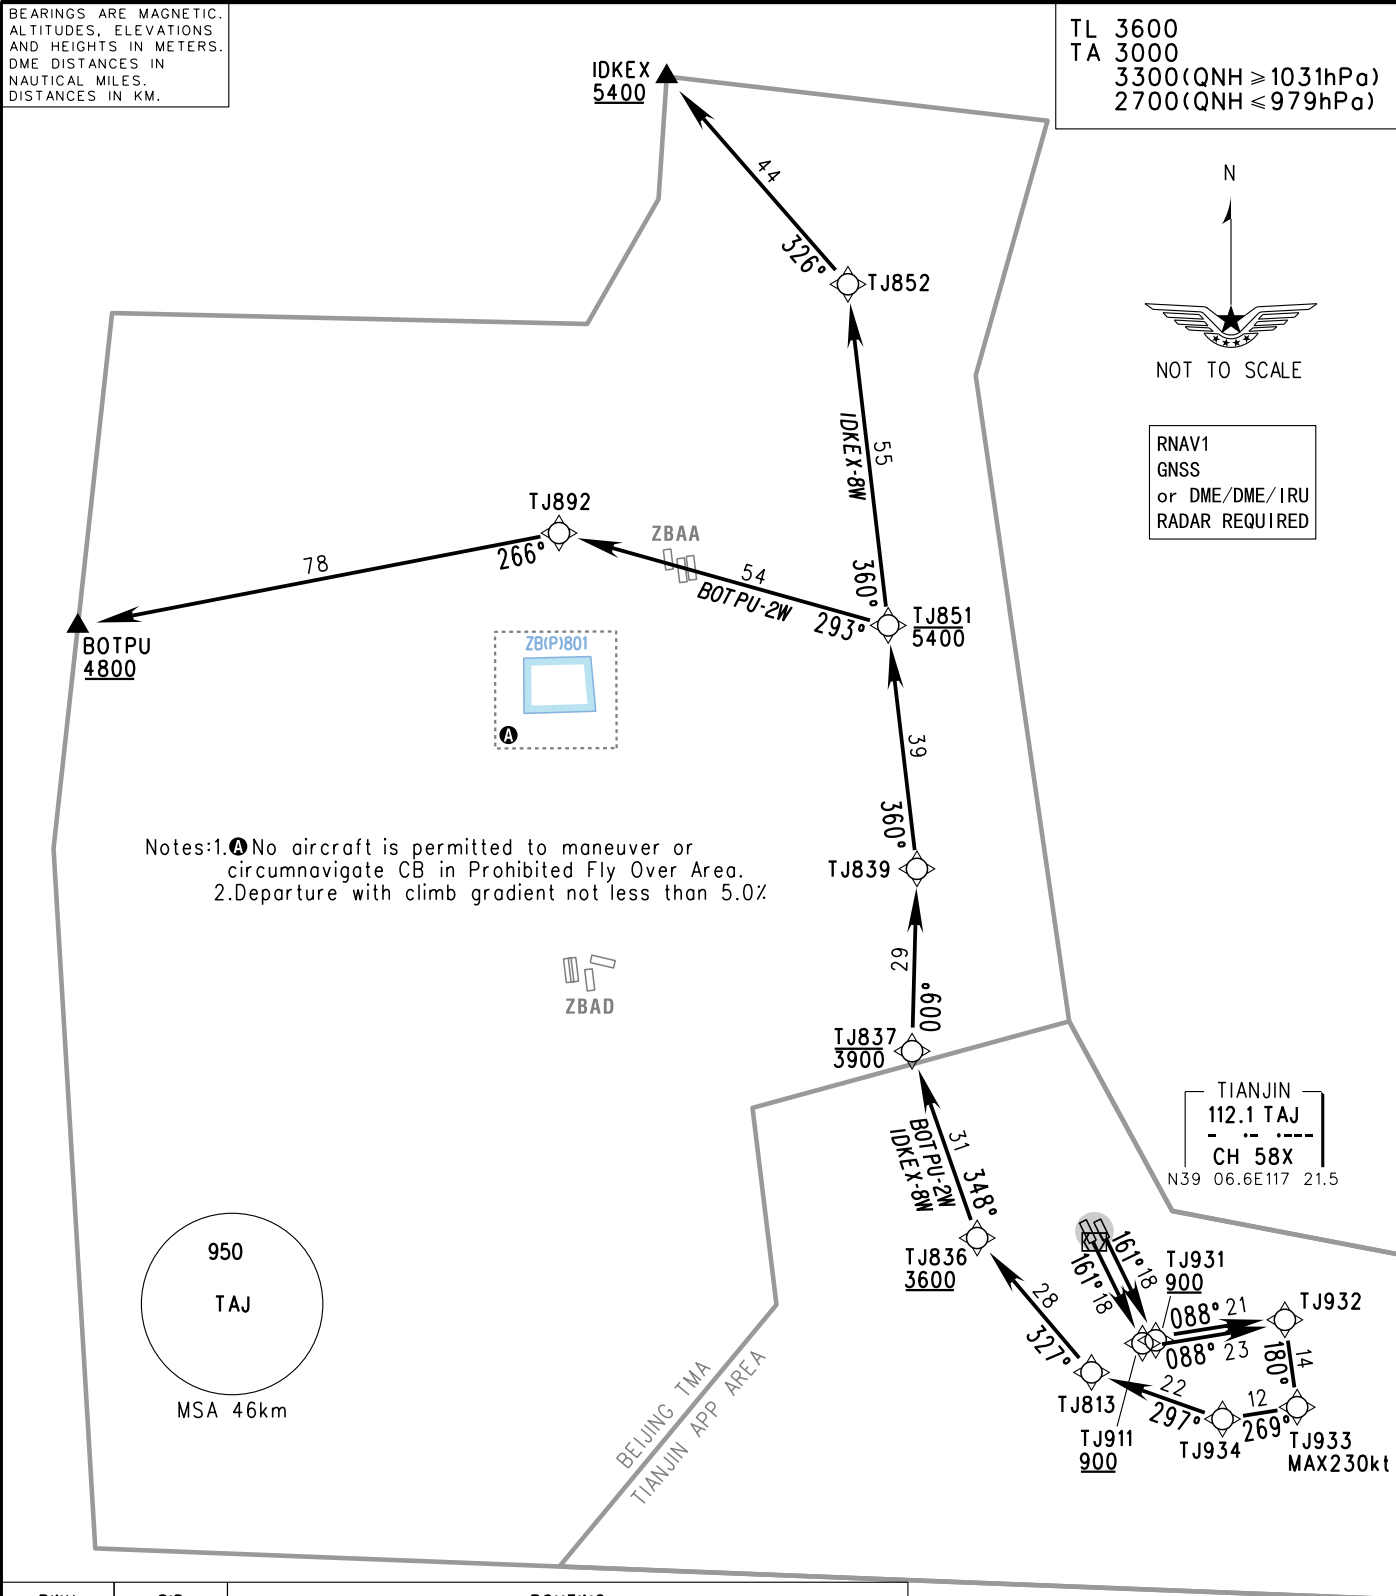 BEARINGS ARE MAGNETIC.
ALTITUDES, ELEVATIONS
AND HEIGHTS IN METERS.
DME DISTANCES IN
NAUTICAL MILES.
DISTANCES IN KM.
TL 3600
TA 3000
3300(QNH ≥ 1031hPa)
2700(QNH ≤ 979hPa)
IDKEX
5400
44
326°
TJ852
N
NOT TO SCALE
RNAV1
GNSS
or DME/DME/IRU
RADAR REQUIRED
55
IDKEX-8W
360°
TJ892
266°
78
ZBAA
54
BOTPU-2W
293°
TJ851
5400
BOTPU
4800
ZB(P)801
A
39
360°
TJ839
Notes:1.A No aircraft is permitted to maneuver or
circumnavigate CB in Prohibited Fly Over Area.
2.Departure with climb gradient not less than 5.0%
29
009°
ZBAD
TJ837
3900
31
BOTPU-2W
IDKEX-8W
348°
TIANJIN
112.1 TAJ
- ·- ·---
CH 58X
N39 06.6E117 21.5
TJ836
3600
28
327°
161° 18
161° 18
TJ931
900
088° 21
088° 23
TJ932
180°
14
TJ813
22
297°
12
269°
TJ911
900
TJ934
TJ933
MAX230kt
950
TAJ
MSA 46km
BEIJING TMA
TIANJIN APP AREA